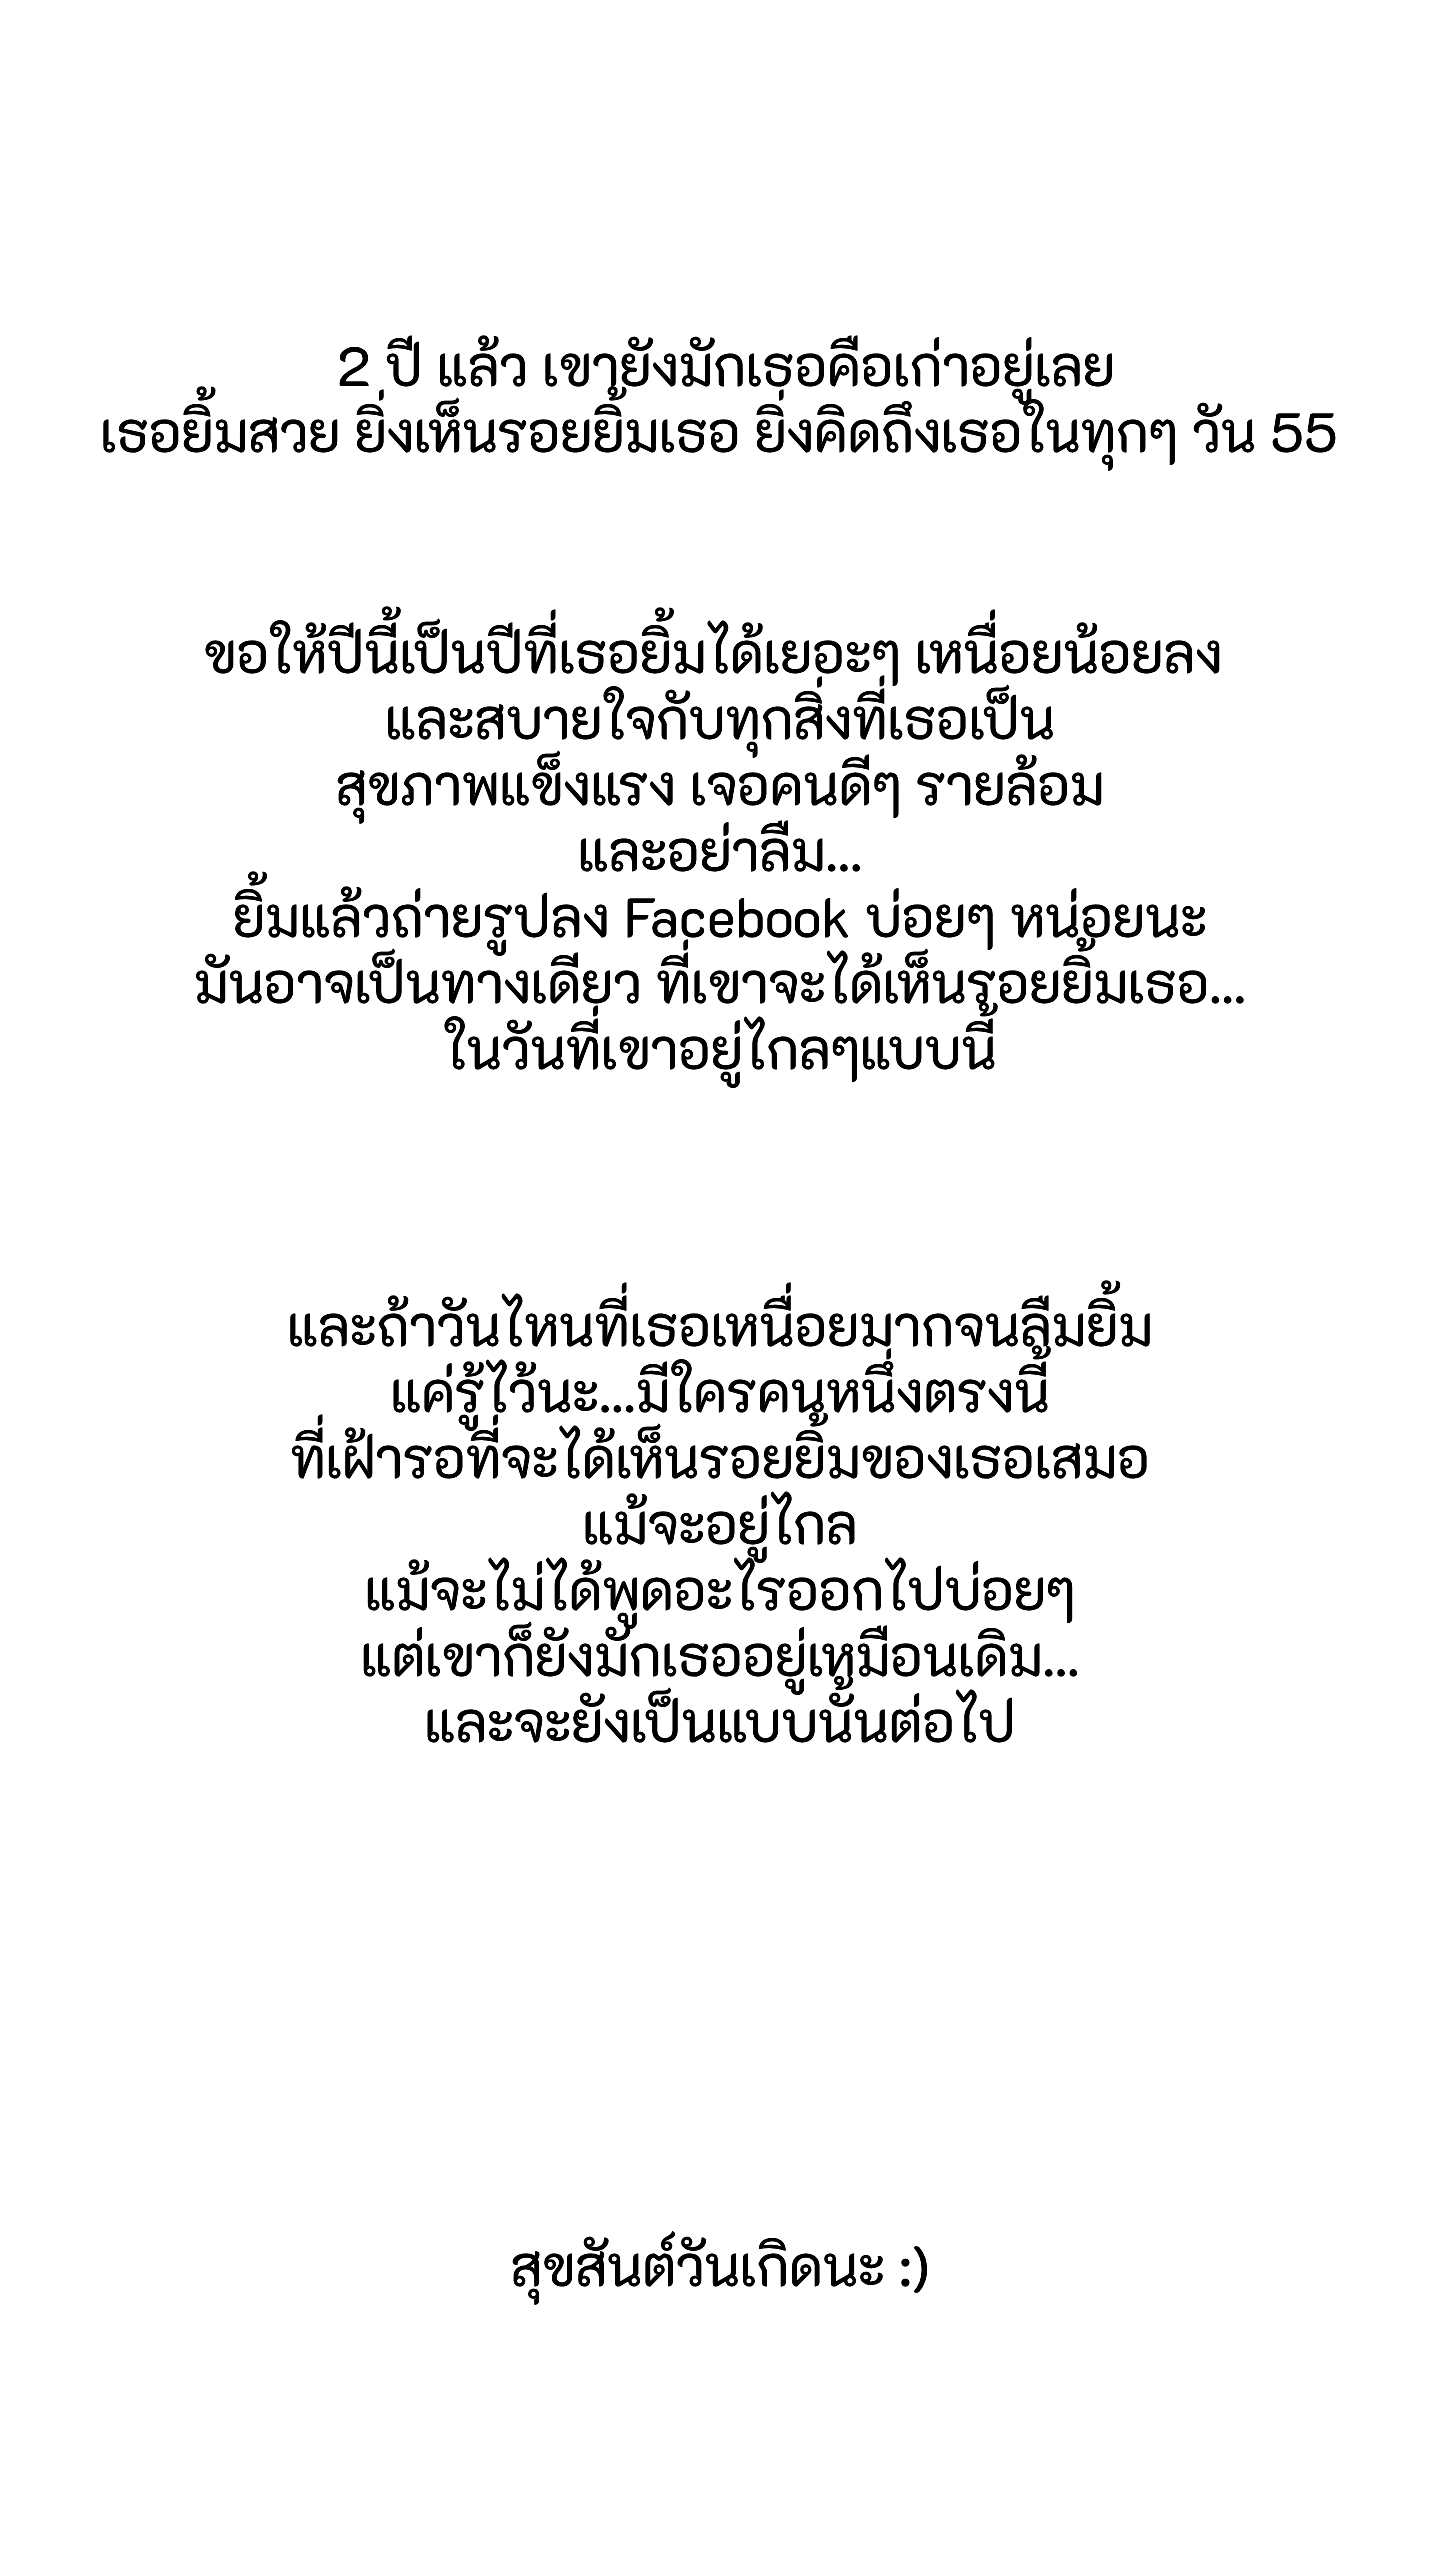 2 ปี แล้ว เขายังมักเธอคือเก่าอยู่เลย
เธอยิ้มสวย ยิ่งเห็นรอยยิ้มเธอ ยิ่งคิดถึงเธอในทุกๆ วัน 55
ขอให้ปีนี้เป็นปีที่เธอยิ้มได้เยอะๆ เหนื่อยน้อยลง
และสบายใจกับทุกสิ่งที่เธอเป็น
สุขภาพแข็งแรง เจอคนดีๆ รายล้อม
และอย่าลืม...
ยิ้มแล้วถ่ายรูปลง Facebook บ่อยๆ หน่อยนะ
มันอาจเป็นทางเดียว ที่เขาจะได้เห็นรอยยิ้มเธอ...
ในวันที่เขาอยู่ไกลๆแบบนี้
และถ้าวันไหนที่เธอเหนื่อยมากจนลืมยิ้ม
แค่รู้ไว้นะ...มีใครคนหนึ่งตรงนี้
ที่เฝ้ารอที่จะได้เห็นรอยยิ้มของเธอเสมอ
แม้จะอยู่ไกล
แม้จะไม่ได้พูดอะไรออกไปบ่อยๆ
แต่เขาก็ยังมักเธออยู่เหมือนเดิม...
และจะยังเป็นแบบนั้นต่อไป
สุขสันต์วันเกิดนะ :)